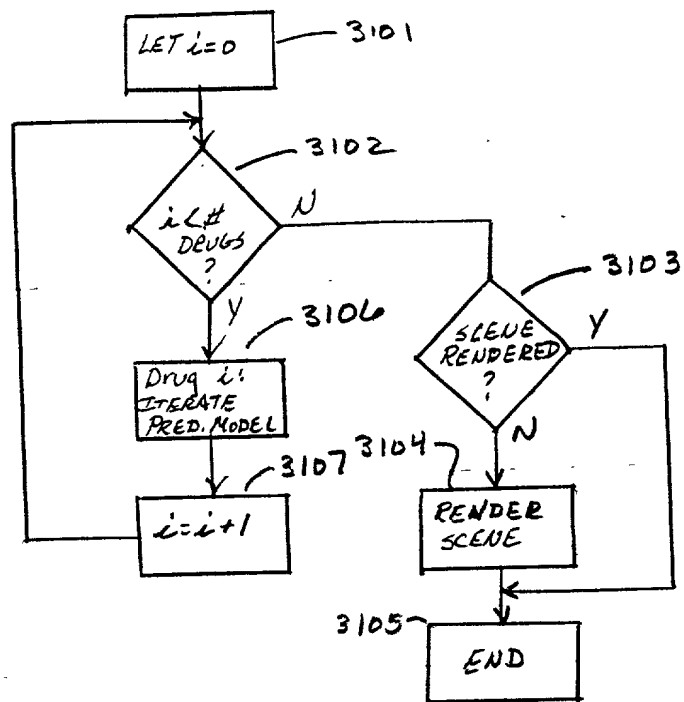 LET i=0
3101
3102
i<#
DRUGS
?
N
Y
3103
SCENE
RENDERED
?
Y
N
3106
Drug i:
ITERATE
PRED. MODEL
3107
i=i+1
3104
RENDER
SCENE
3105
END